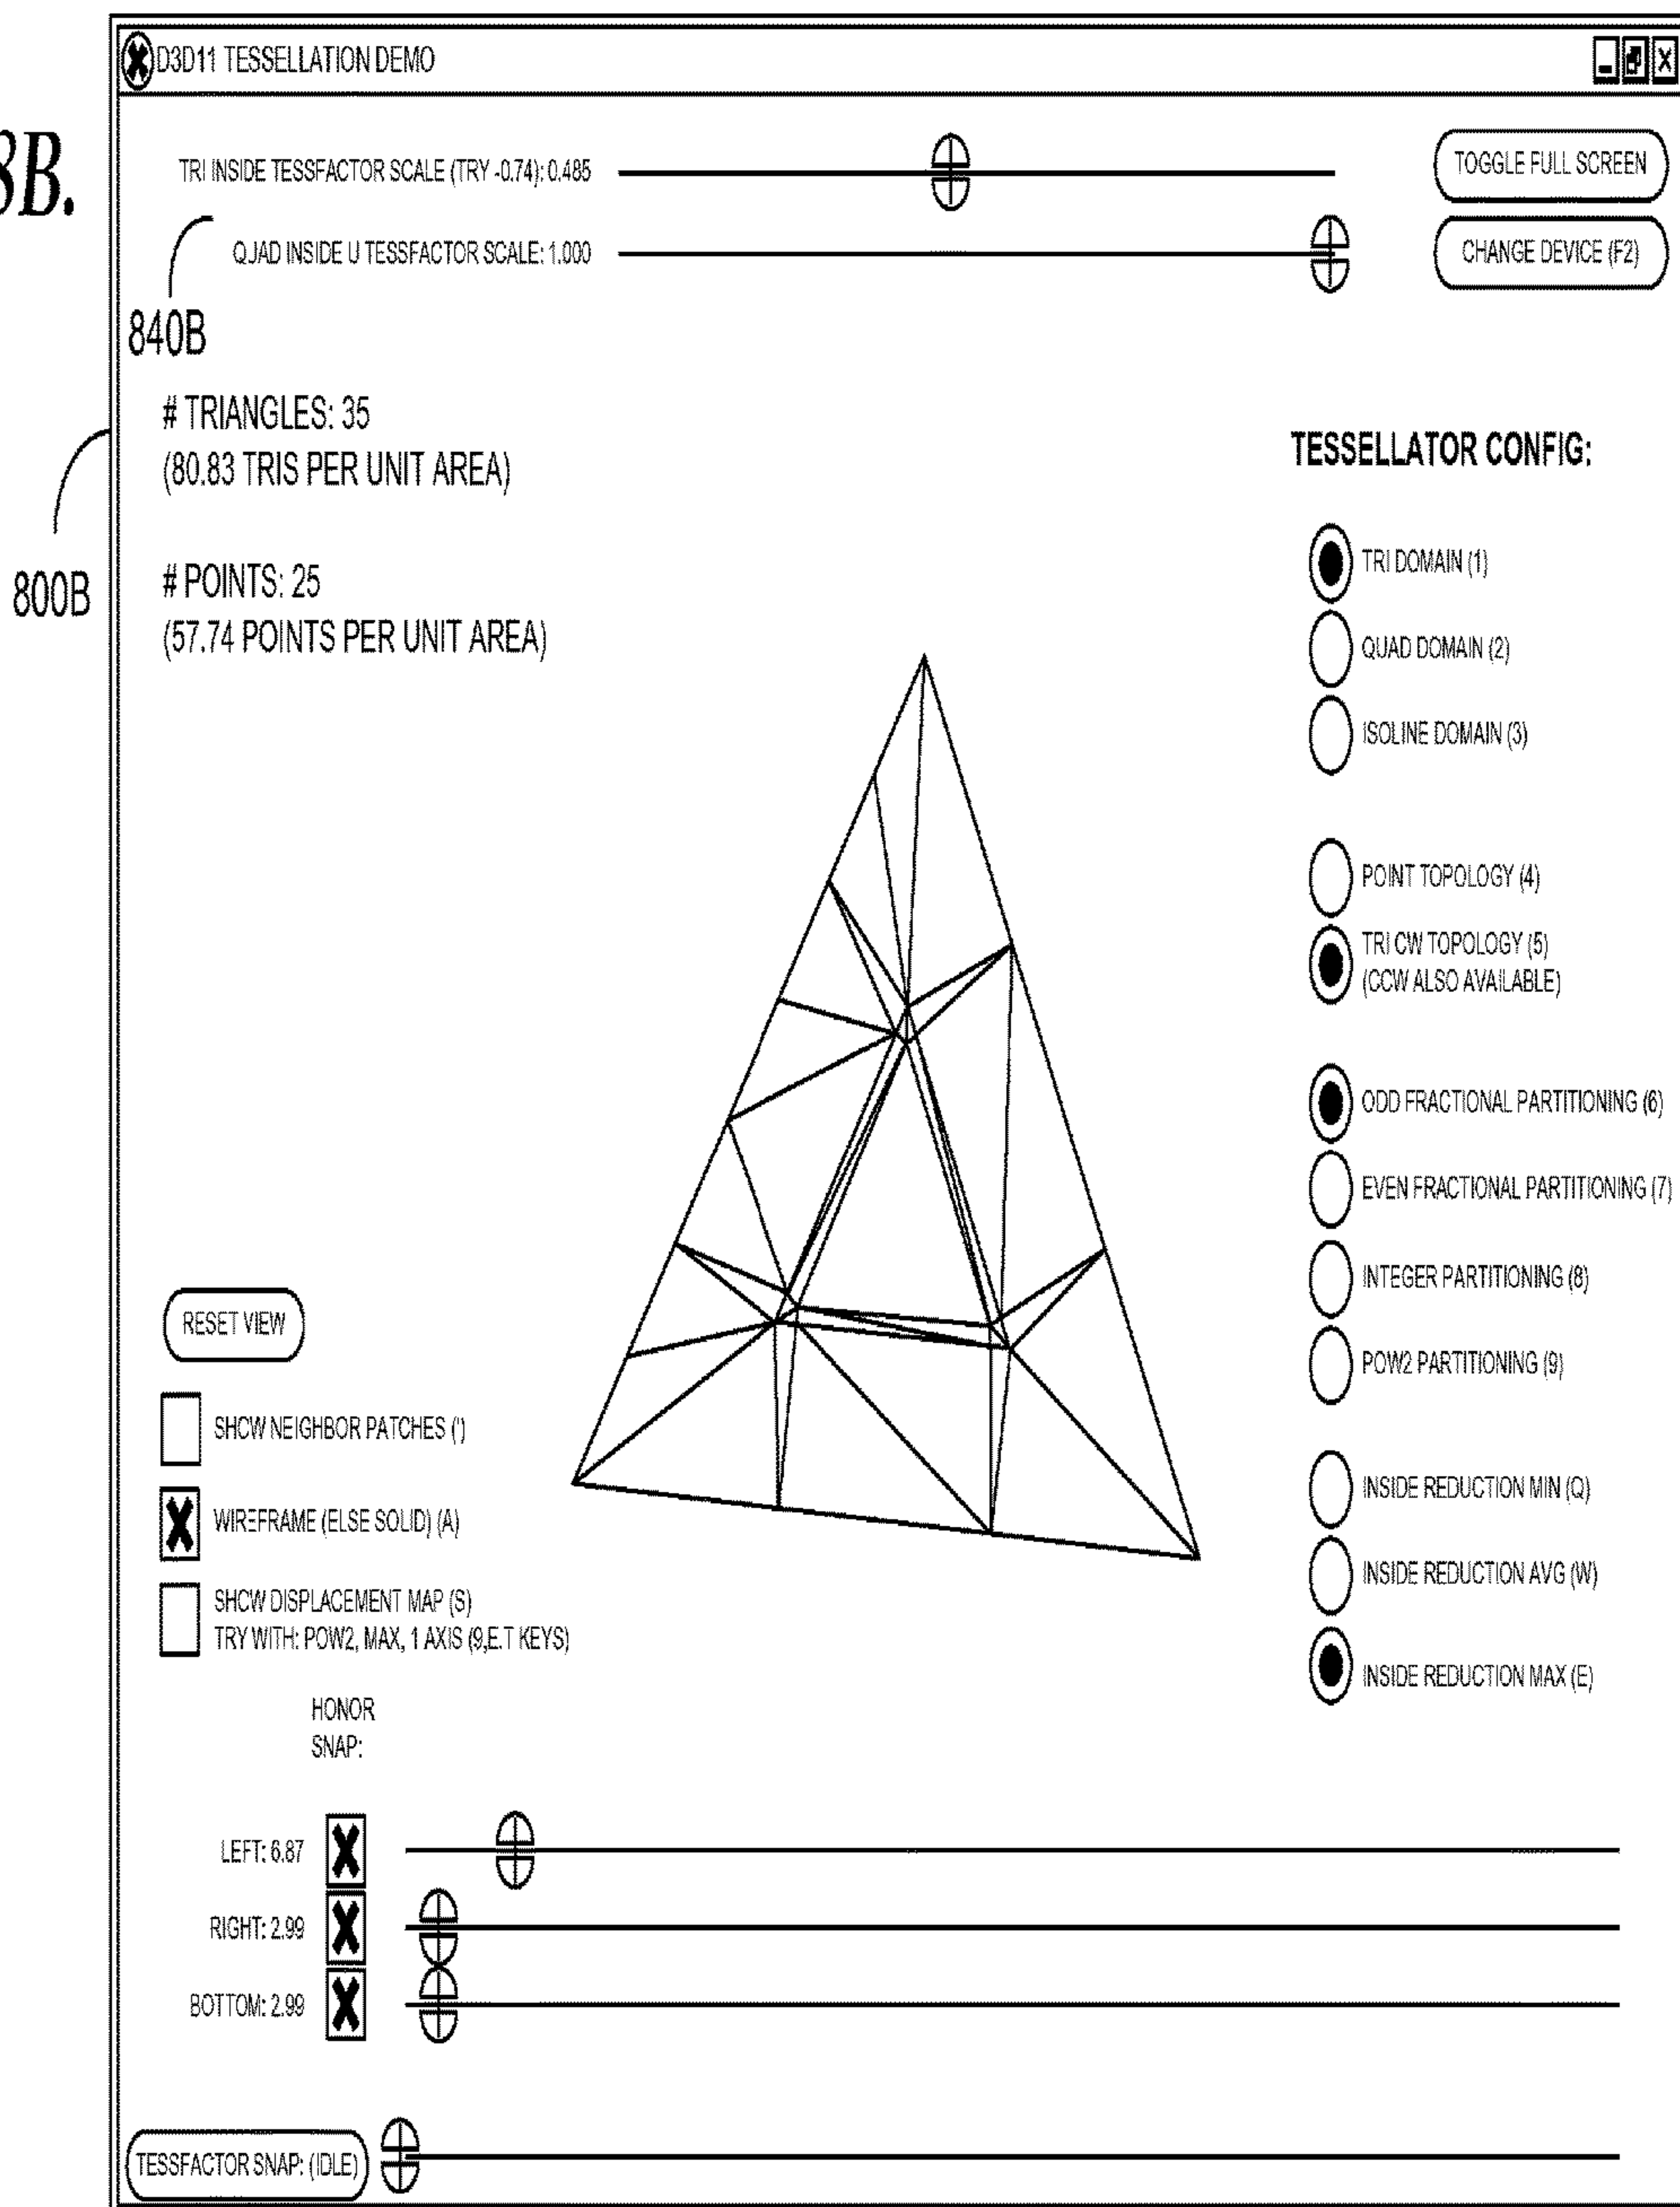 8B.
D3D11 TESSELLATION DEMO
TRI INSIDE TESSFACTOR SCALE (TRY -0.74): 0.485
TOGGLE FULL SCREEN
QJAD INSIDE U TESSFACTOR SCALE: 1.000
CHANGE DEVICE (F2)
840B
# TRIANGLES: 35
(80.83 TRIS PER UNIT AREA)
800B
# POINTS: 25
(57.74 POINTS PER UNIT AREA)
TESSELLATOR CONFIG:
TRI DOMAIN (1)
QUAD DOMAIN (2)
ISOLINE DOMAIN (3)
POINT TOPOLOGY (4)
TRI CW TOPOLOGY (5)
(CCW ALSO AVAILABLE)
ODD FRACTIONAL PARTITIONING (6)
EVEN FRACTIONAL PARTITIONING (7)
INTEGER PARTITIONING (8)
POW2 PARTITIONING (9)
INSIDE REDUCTION MIN (Q)
INSIDE REDUCTION AVG (W)
INSIDE REDUCTION MAX (E)
RESET VIEW
SHCW NEIGHBOR PATCHES (')
WIREFRAME (ELSE SOLID) (A)
SHCW DISPLACEMENT MAP (S)
TRY WITH: POW2, MAX, 1 AXIS (9,E.T KEYS)
HONOR
SNAP:
LEFT: 6.87
RIGHT: 2.99
BOTTOM: 2.99
TESSFACTOR SNAP: (IDLE)